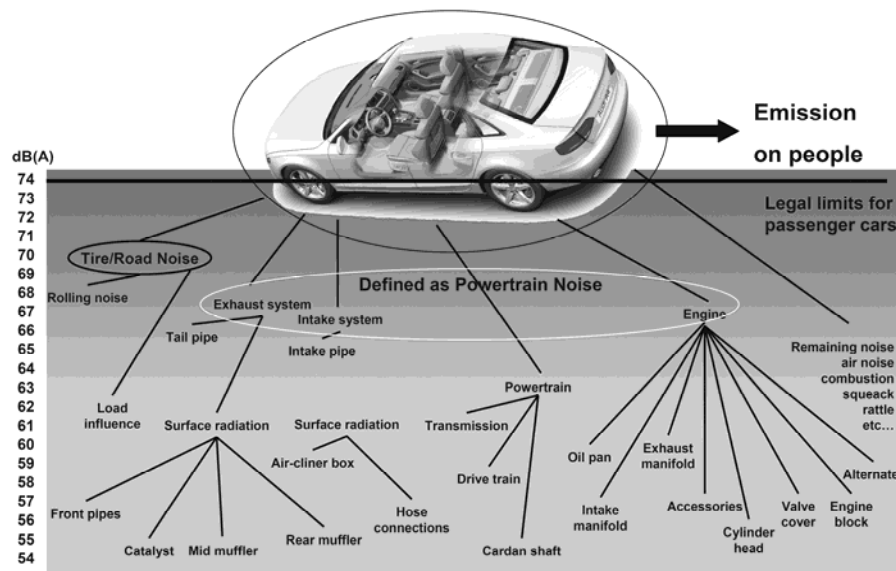 Emission
on people
dB(A)
74
73
72
71
70
69
68
67
66
65
64
63
62
61
60
59
58
57
56
55
54
Legal limits for
passenger cars
Tire/Road Noise
Rolling noise
Load
influence
Defined as Powertrain Noise
Exhaust system
Tail pipe
Intake system
Intake pipe
Engine
Remaining noise
air noise
combustion
squeack
rattle
etc...
Powertrain
Surface radiation
Surface radiation
Transmission
Air-cliner box
Drive train
Oil pan
Exhaust
manifold
Alternate
Front pipes
Catalyst
Mid muffler
Rear muffler
Hose
connections
Cardan shaft
Intake
manifold
Accessories
Cylinder
head
Valve
cover
Engine
block